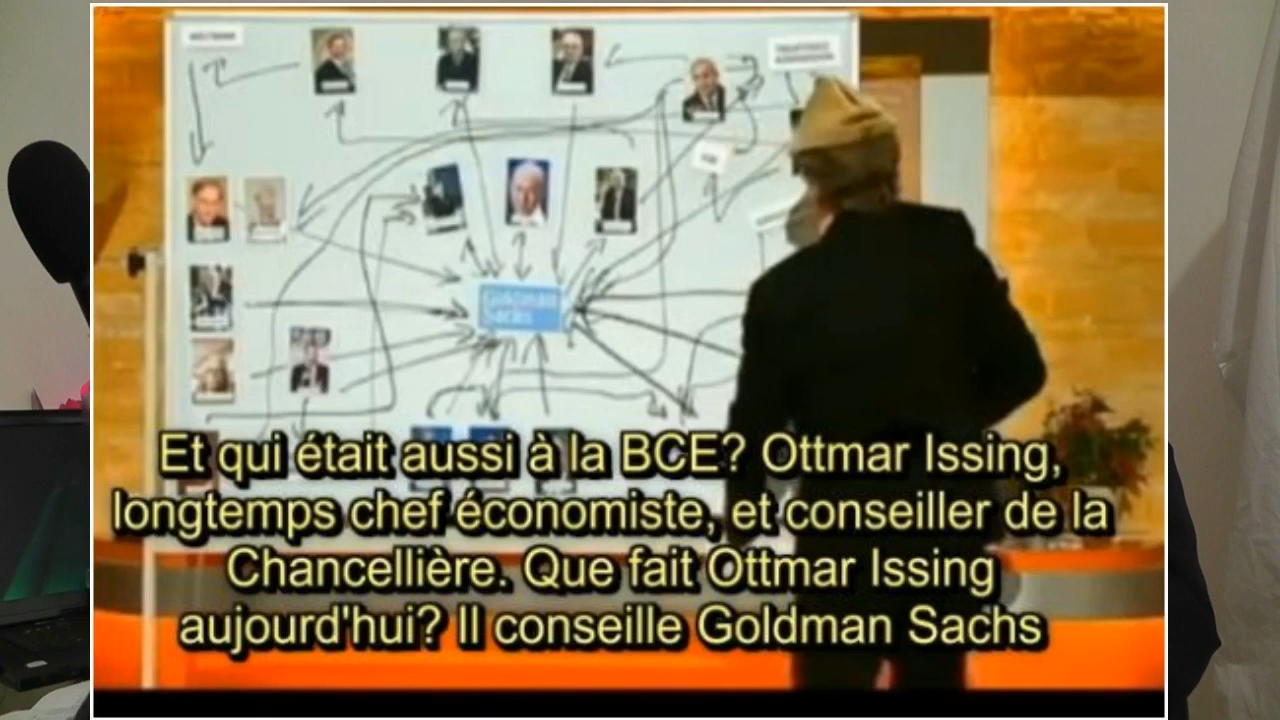 Goldman
Sachs
Et qui était aussi à la BCE? Ottmar Issing,
longtemps chef économiste, et conseiller de la
Chancellière. Que fait Ottmar Issing
aujourd'hui? Il conseille Goldman Sachs